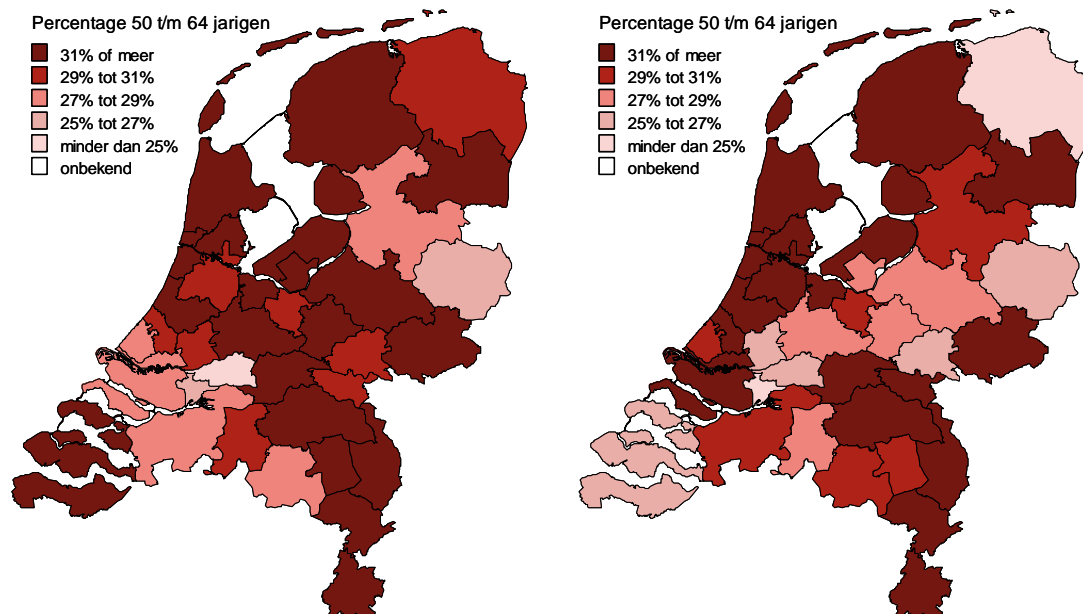 Percentage 50 t/m 64 jarigen
31% of meer
29% tot 31%
27% tot 29%
25% tot 27%
minder dan 25%
onbekend
Percentage 50 t/m 64 jarigen
31% of meer
29% tot 31%
27% tot 29%
25% tot 27%
minder dan 25%
onbekend